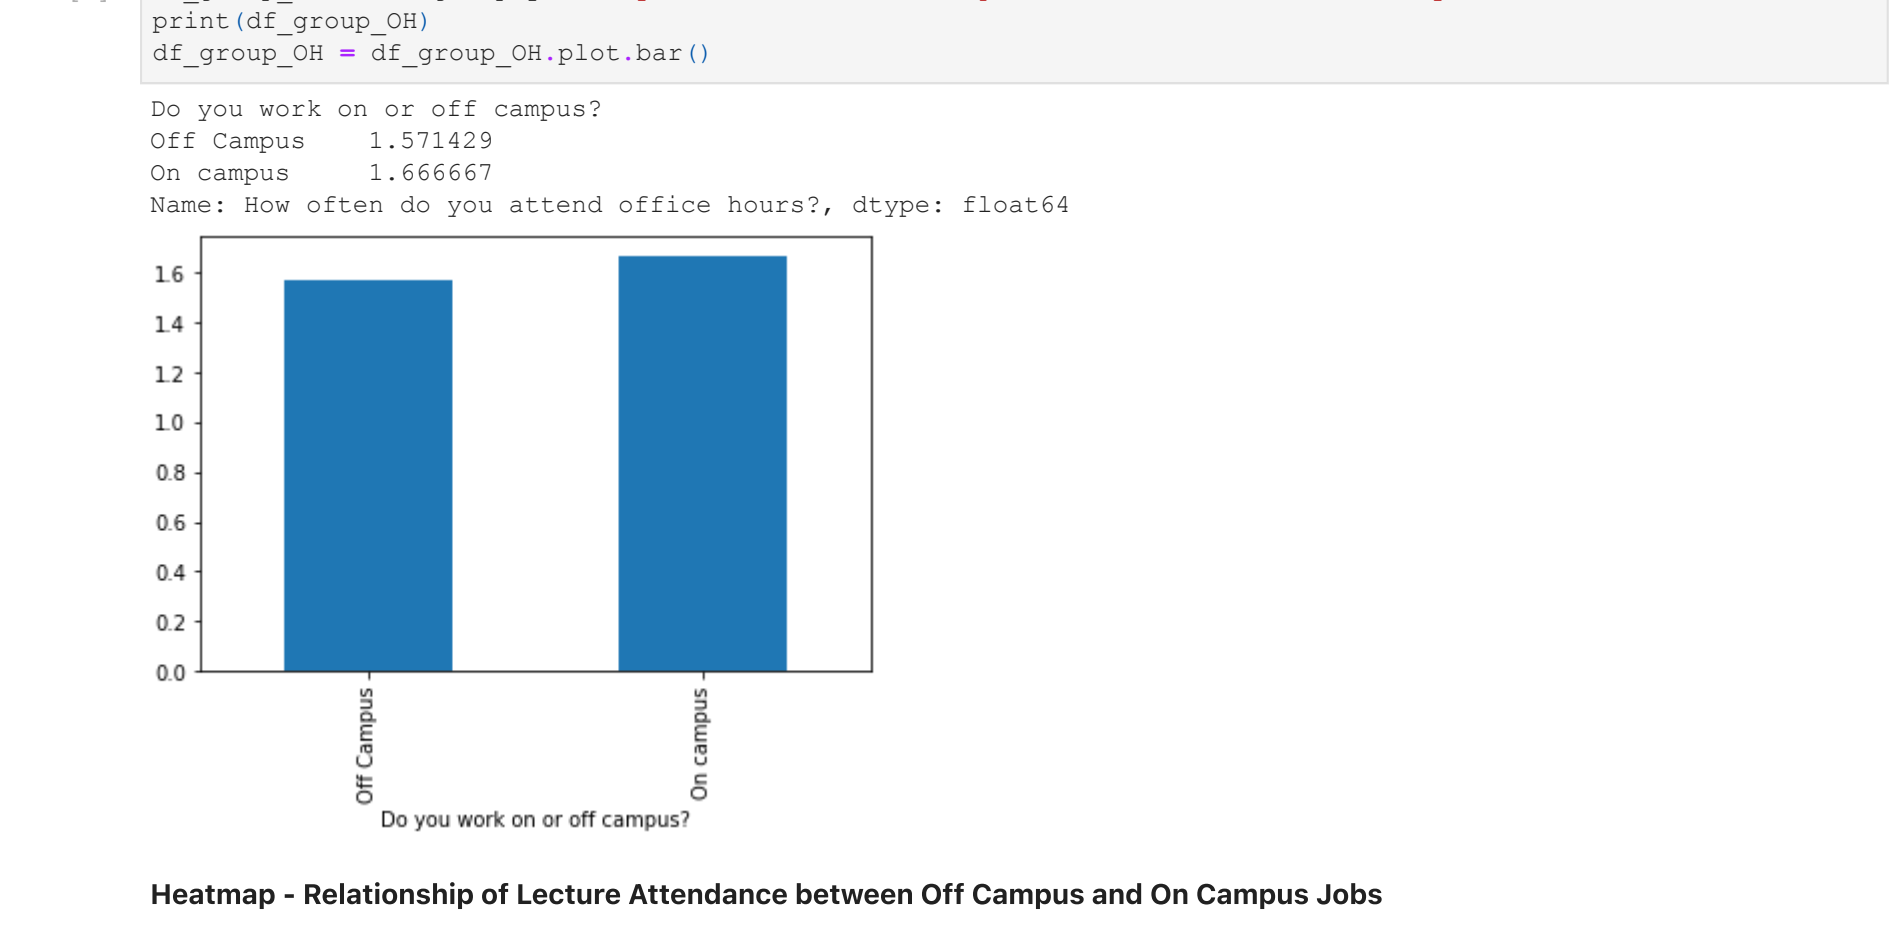 print(df_group_OH)
df_group_OH = df_group_OH.plot.bar()
Do you work on or off campus?
Off Campus    1.571429
On campus     1.666667
Name: How often do you attend office hours?, dtype: float64
1.6
1.4
1.2
1.0
0.8
0.6
0.4
0.2
0.0
Off Campus
On campus
Do you work on or off campus?
Heatmap - Relationship of Lecture Attendance between Off Campus and On Campus Jobs